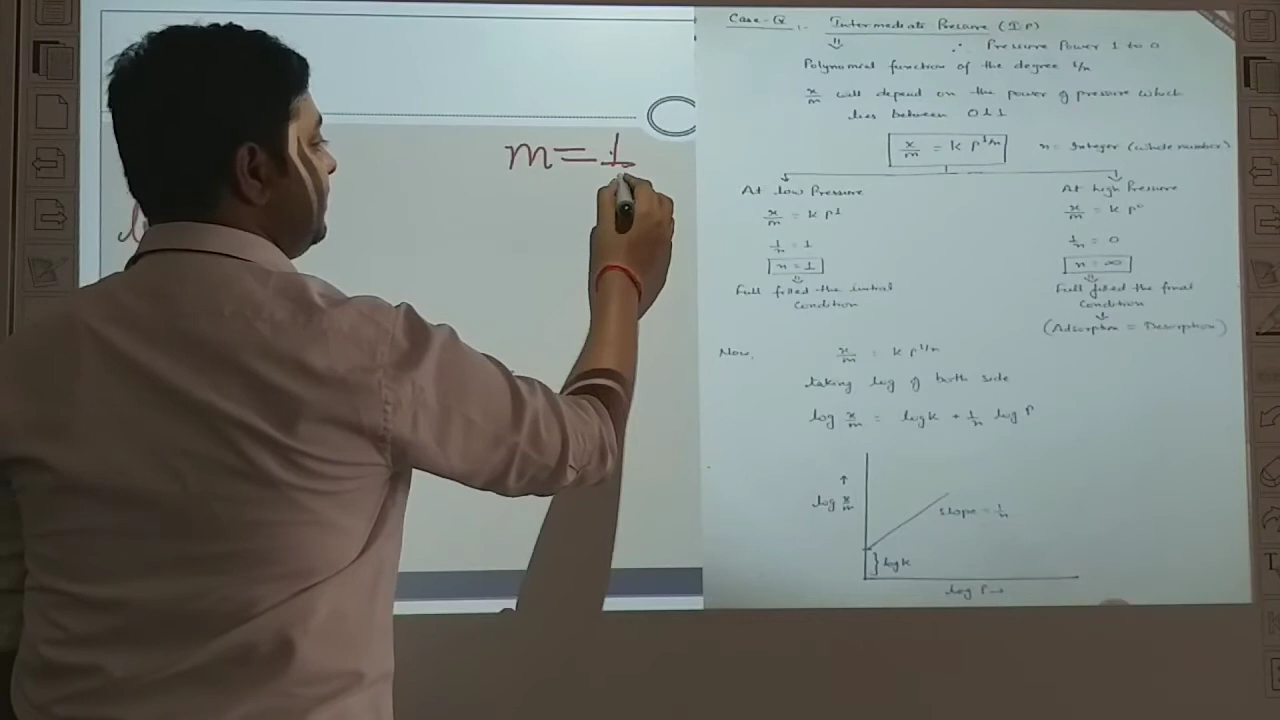 m=1
Case-Q :- Intermediate Pressure (I P)
⇓ ∴ Pressure Power 1 to 0
Polynomial function of the degree 1/n
x/m will depend on the power of pressure which
lies between 0 & 1
x/m = k p^1/n n = Integer (whole number)
At low Pressure
x/m = k p^1
1/n = 1
n = 1
⇓
Full filled the initial
condition
At high Pressure
x/m = k p^0
1/n = 0
n = ∞
⇓
Full filled the final
condition
↓
(Adsorption = Desorption)
Now, x/m = k p^1/n
taking log of both side
log x/m = log k + 1/n log P
↑
log x/m
slope = 1/n
} log k
log P →